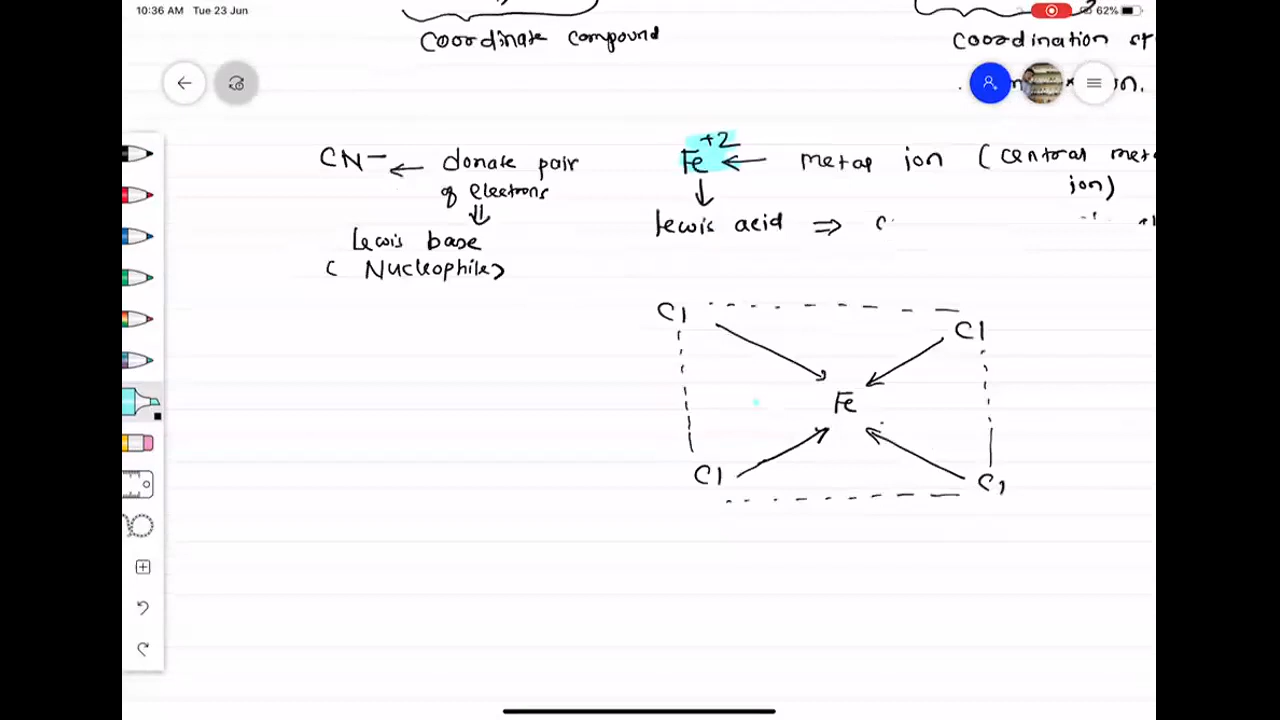 10:36 AM Tue 23 Jun
62%
Coordinate compound
Coordination
CN- ← donate pair
of electrons
⇓
Lewis base
( Nucleophile)
Fe+2 ← metal ion (central met
ion)
↓
lewis acid ⇒
Cl
Cl
Fe
Cl
Cl